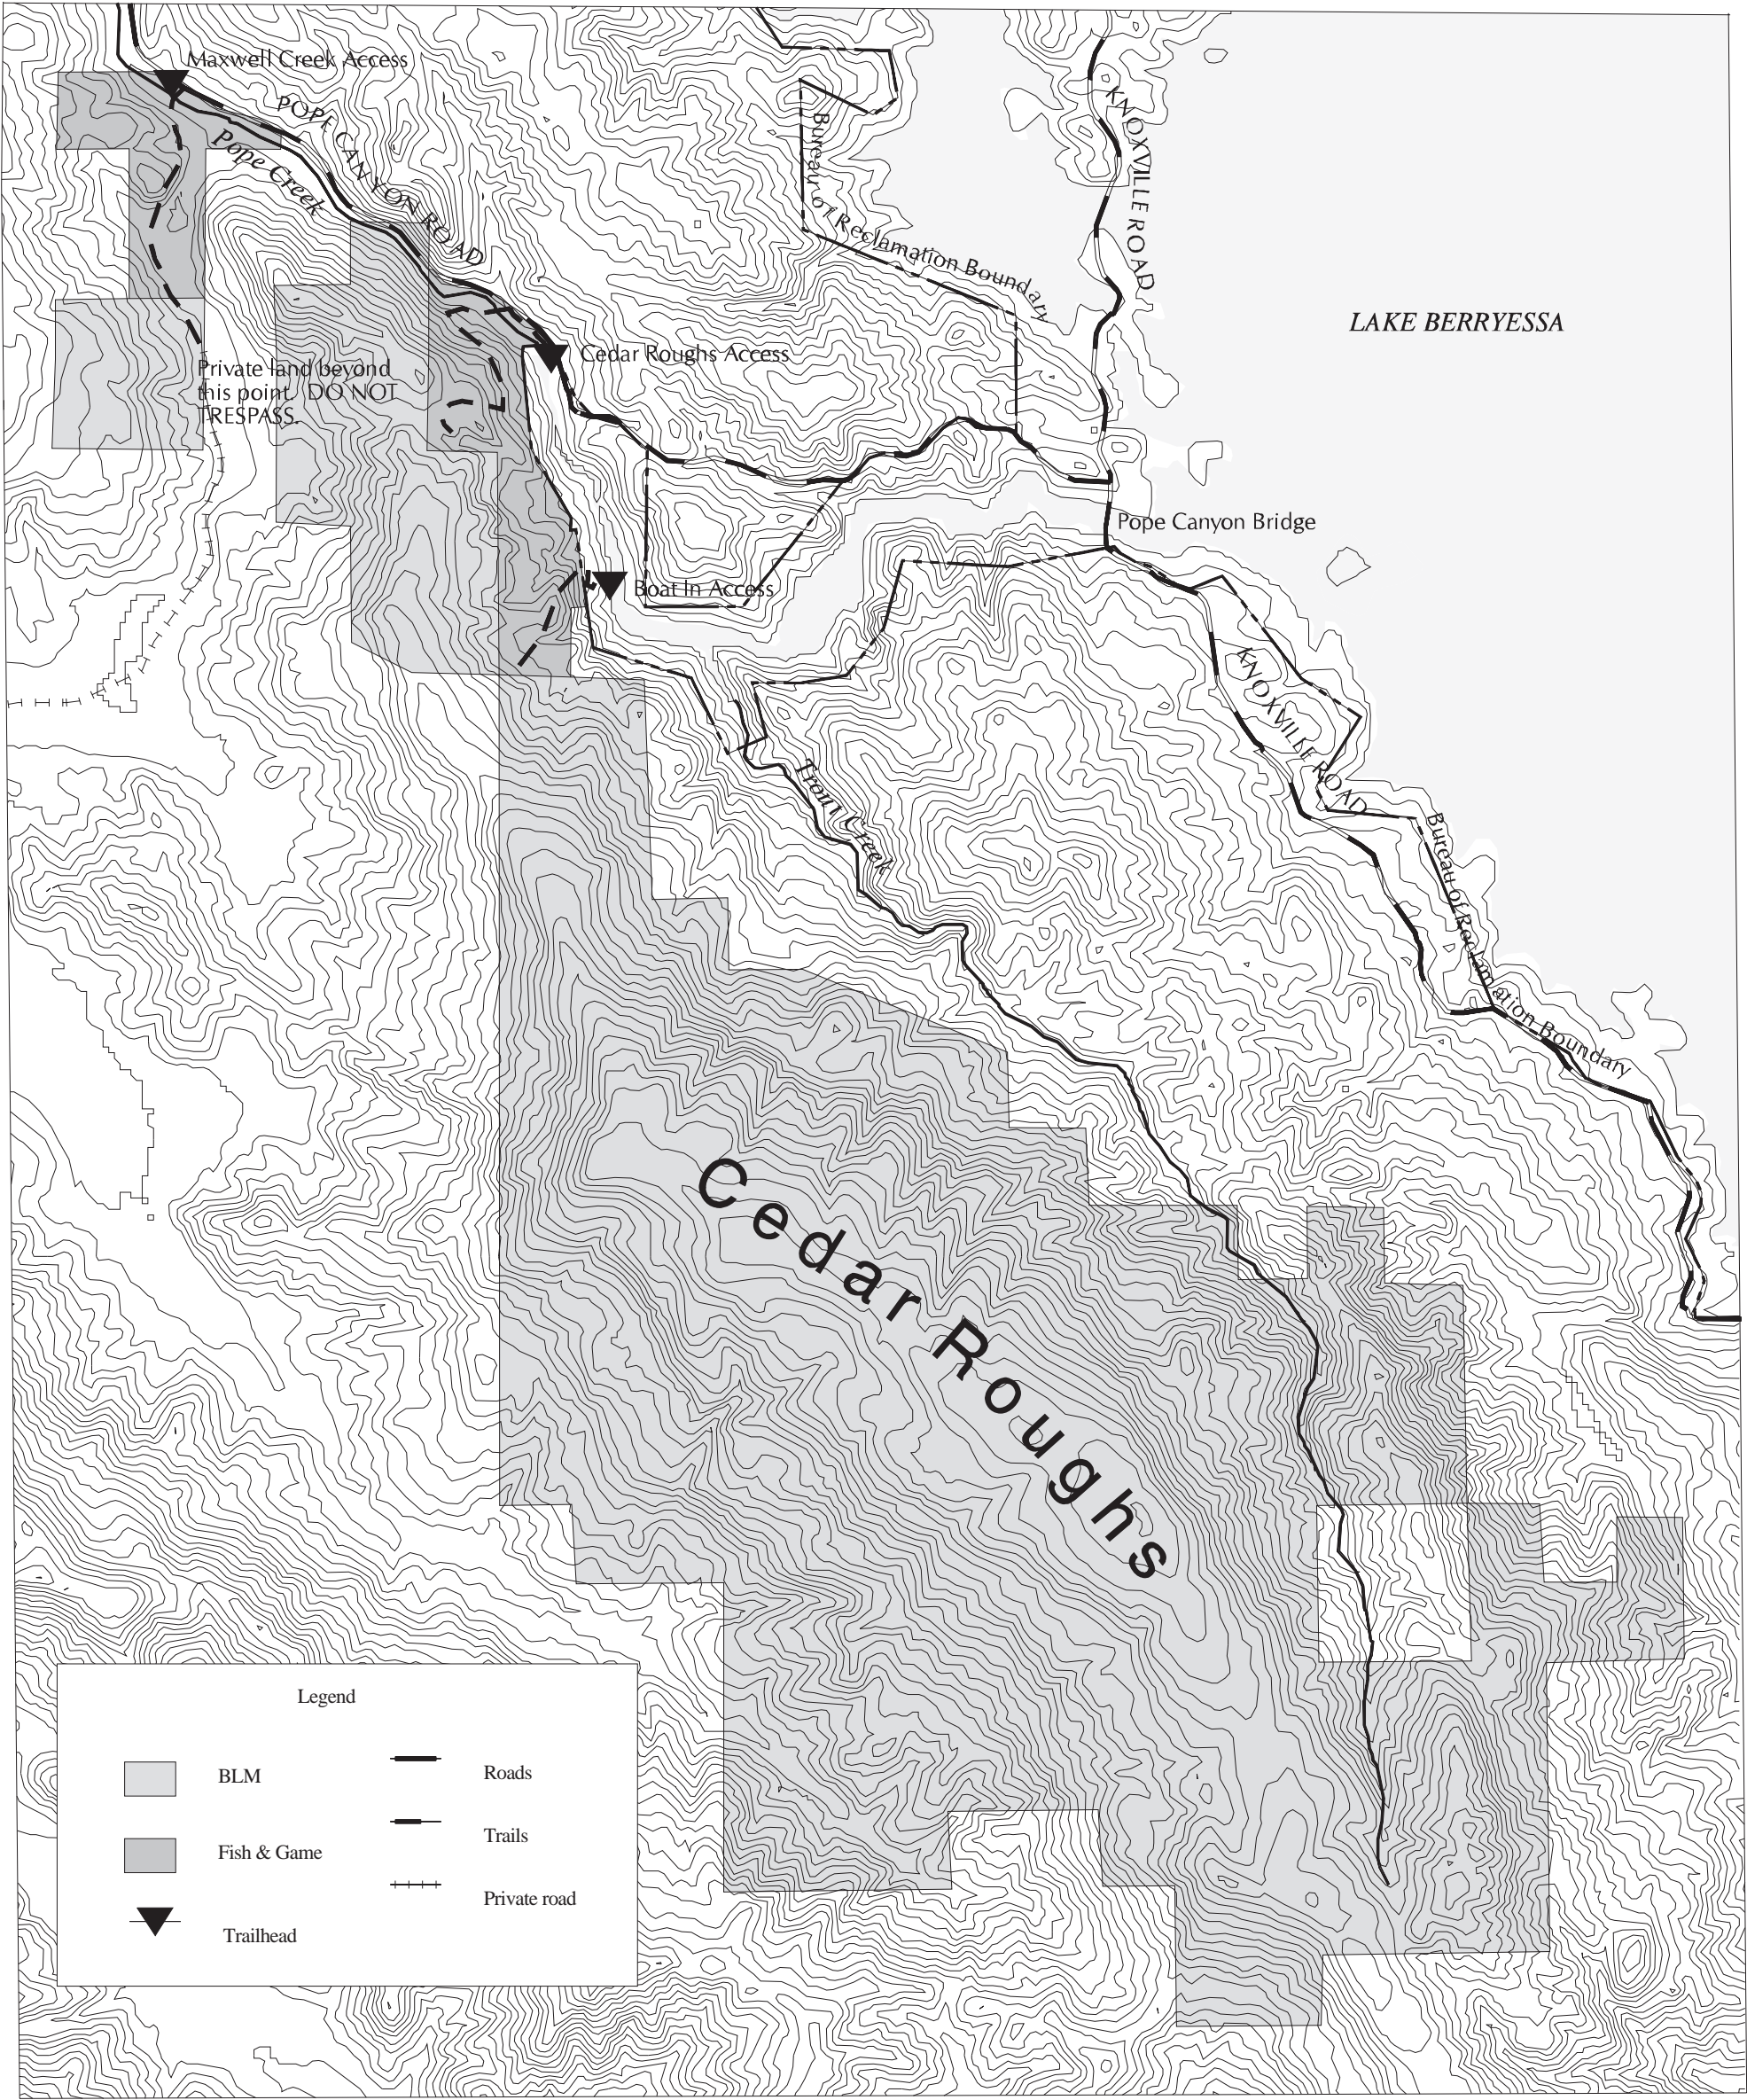 Maxwell Creek Access
POPE CANYON ROAD
Pope Creek
Bureau of Reclamation Boundary
KNOXVILLE ROAD
LAKE BERRYESSA
Cedar Roughs Access
Private land beyond
this point. DO NOT
TRESPASS.
Pope Canyon Bridge
Boat In Access
KNOXVILLE ROAD
Trout Creek
Bureau of Reclamation Boundary
Cedar Roughs
Legend
BLM
Roads
Trails
Fish & Game
Private road
Trailhead